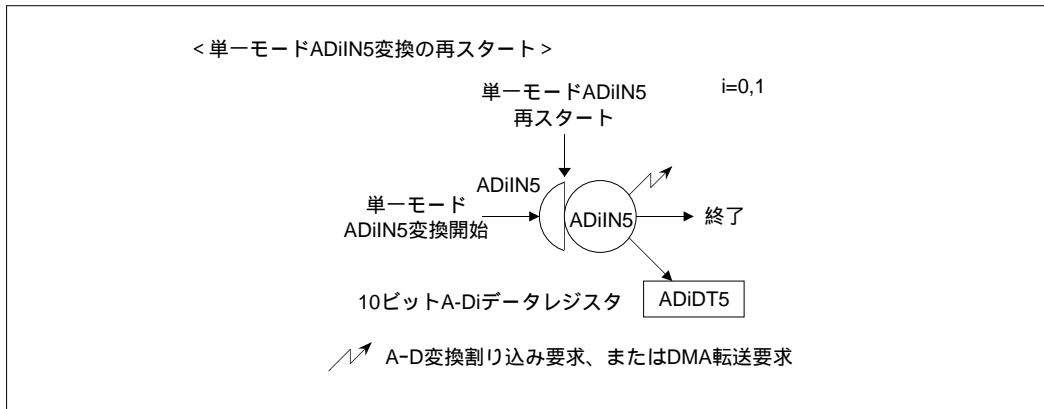 ＜単一モードADiIN5変換の再スタート＞
単一モードADiIN5
再スタート
i=0,1
ADiIN5
単一モード
ADiIN5変換開始
ADiIN5
終了
10ビットA-Diデータレジスタ
ADiDT5
A-D変換割り込み要求、またはDMA転送要求